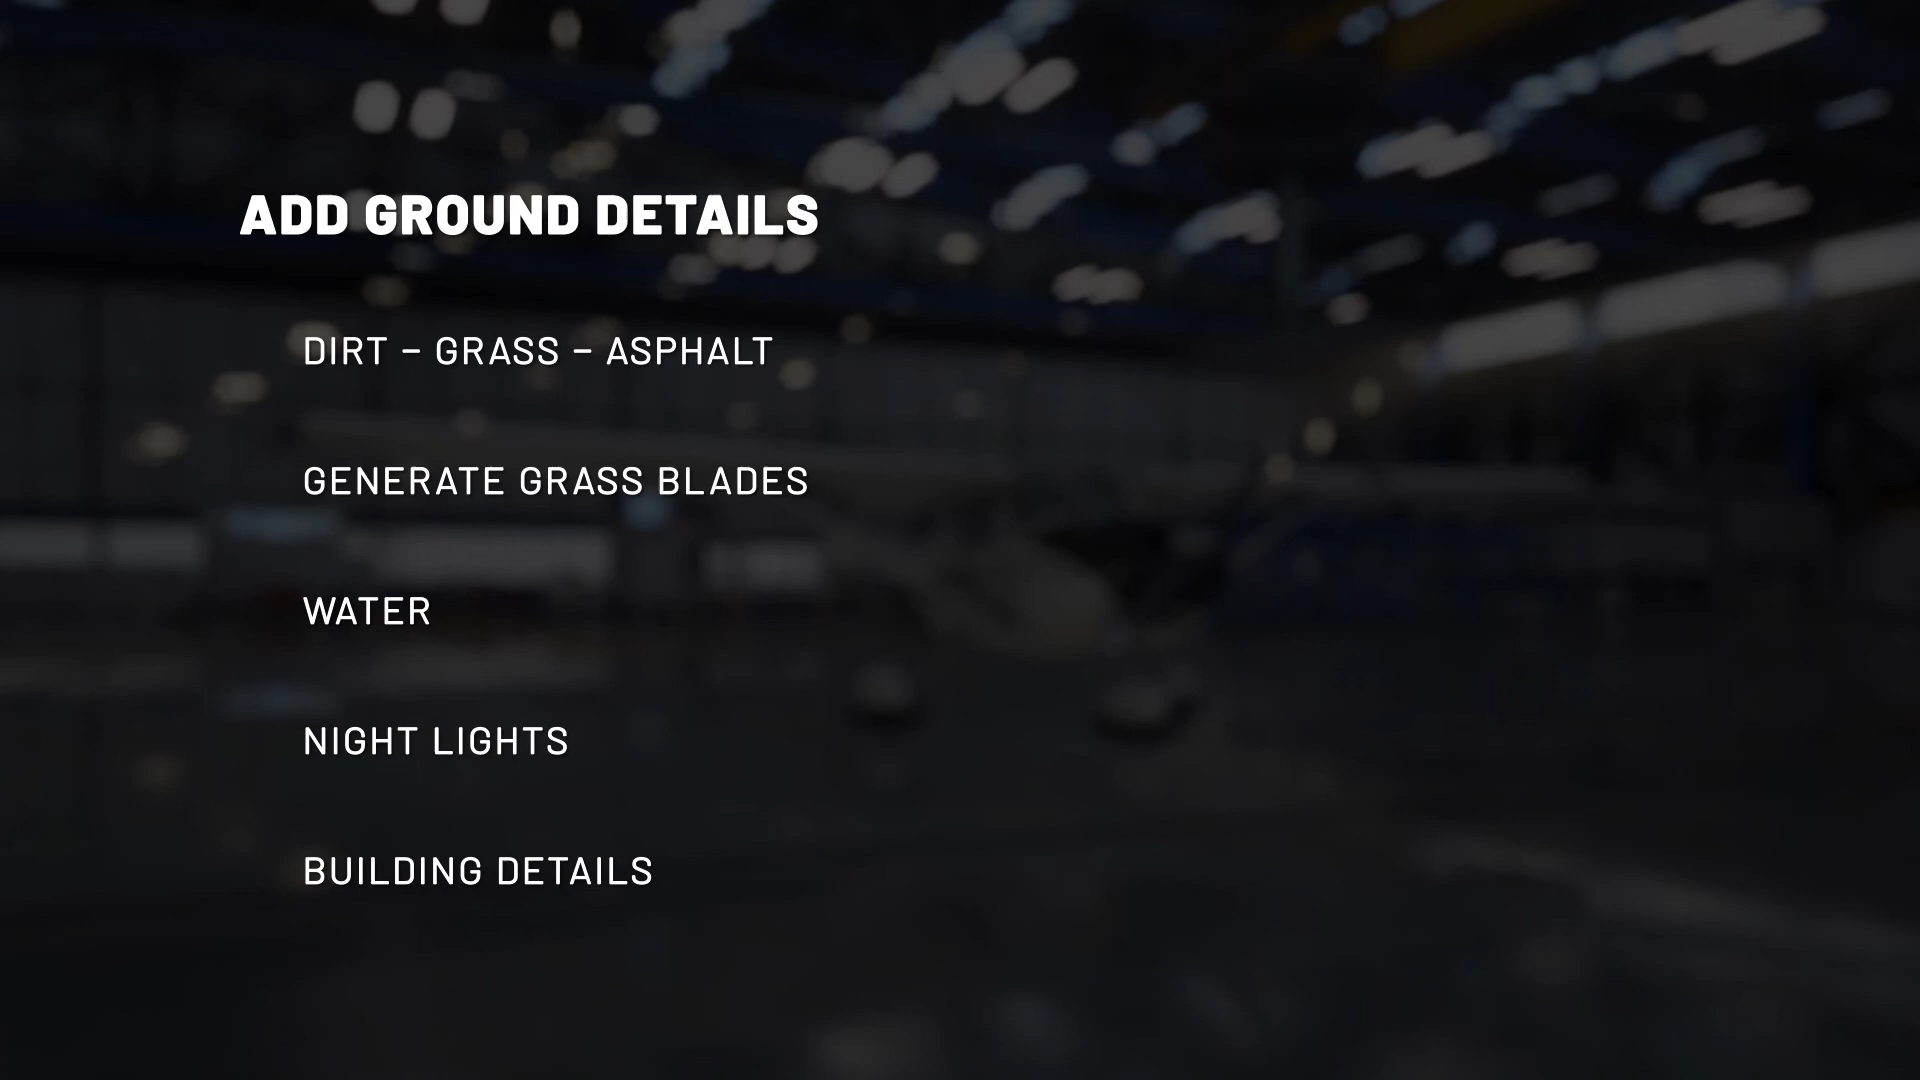 ADD GROUND DETAILS
DIRT – GRASS – ASPHALT
GENERATE GRASS BLADES
WATER
NIGHT LIGHTS
BUILDING DETAILS